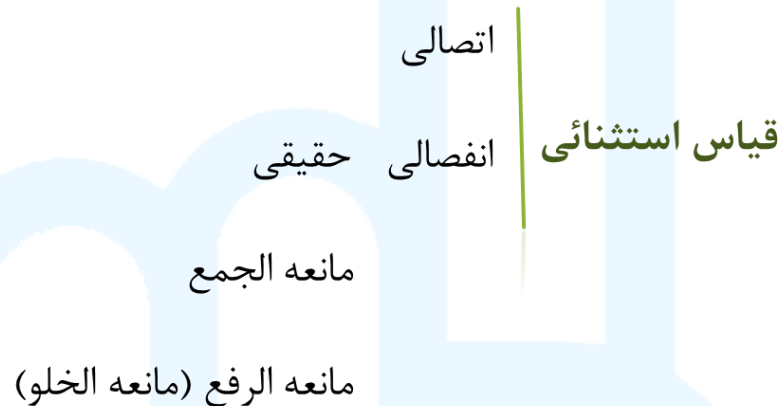 اتصالی
قیاس استثنائی
انفصالی حقیقی
مانعه الجمع
مانعه الرفع (مانعه الخلو)